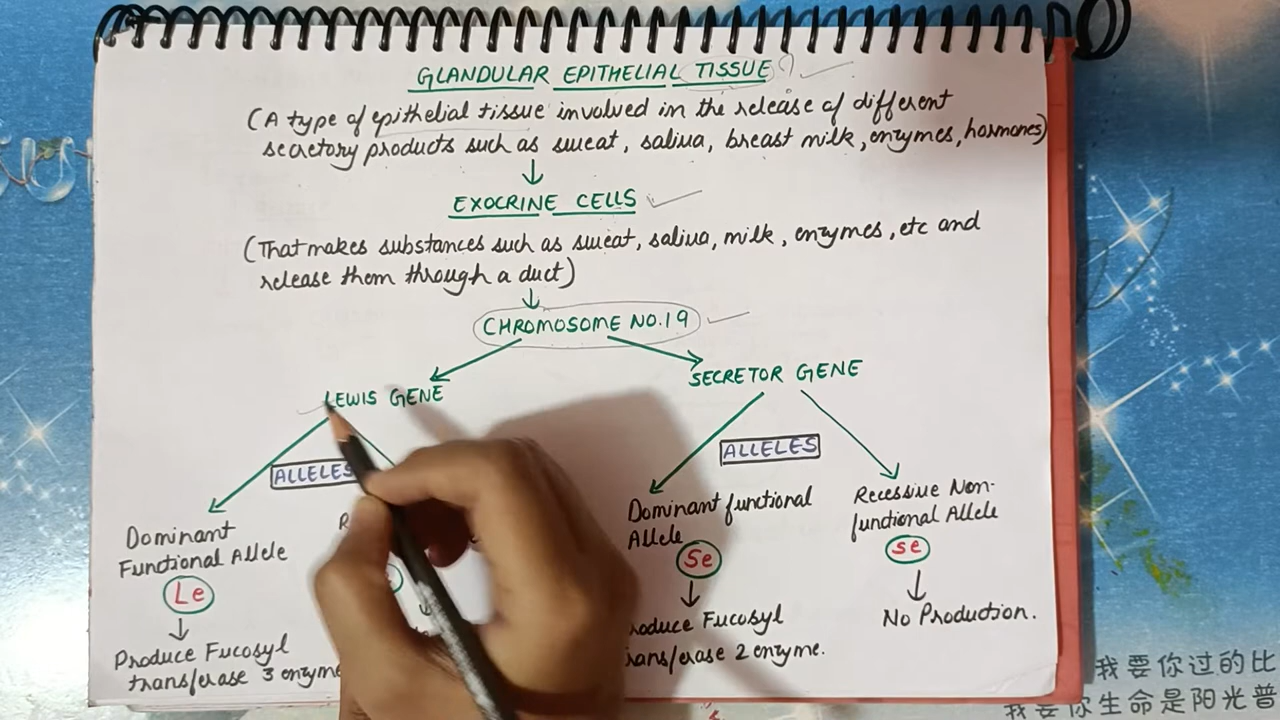 GLANDULAR EPITHELIAL TISSUE
(A type of epithelial tissue involved in the release of different
secretory products such as sweat, saliva, breast milk, enzymes, hormones)
EXOCRINE CELLS
(That makes substances such as sweat, saliva, milk, enzymes, etc and
release them through a duct)
CHROMOSOME NO.19
LEWIS GENE
SECRETOR GENE
ALLELES
ALLELES
Dominant
Functional Allele
Le
Produce Fucosyl
transferase 3 enzyme
R
Dominant functional
Allele
Se
roduce Fucosyl
ransferase 2 enzyme.
Recessive Non-
functional Allele
se
No Production.
我要你过的比
我要你生命是阳光普